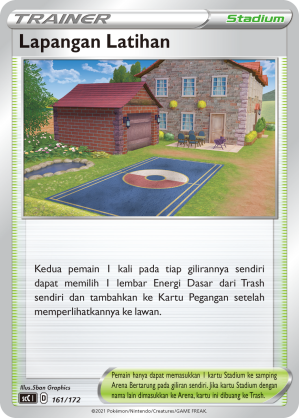 TRAINER
Stadium
Lapangan Latihan
Kedua pemain 1 kali pada tiap gilirannya sendiri
dapat memilih 1 lembar Energi Dasar dari Trash
sendiri dan tambahkan ke Kartu Pegangan setelah
memperlihatkannya ke lawan.
Illus.5ban Graphics
SC1 I D 161/172
Pemain hanya dapat memasukkan 1 kartu Stadium ke samping
Arena Bertarung pada giliran sendiri. Jika kartu Stadium dengan
nama lain dimasukkan ke Arena, kartu ini dibuang ke Trash.
©2021 Pokémon/Nintendo/Creatures/GAME FREAK.